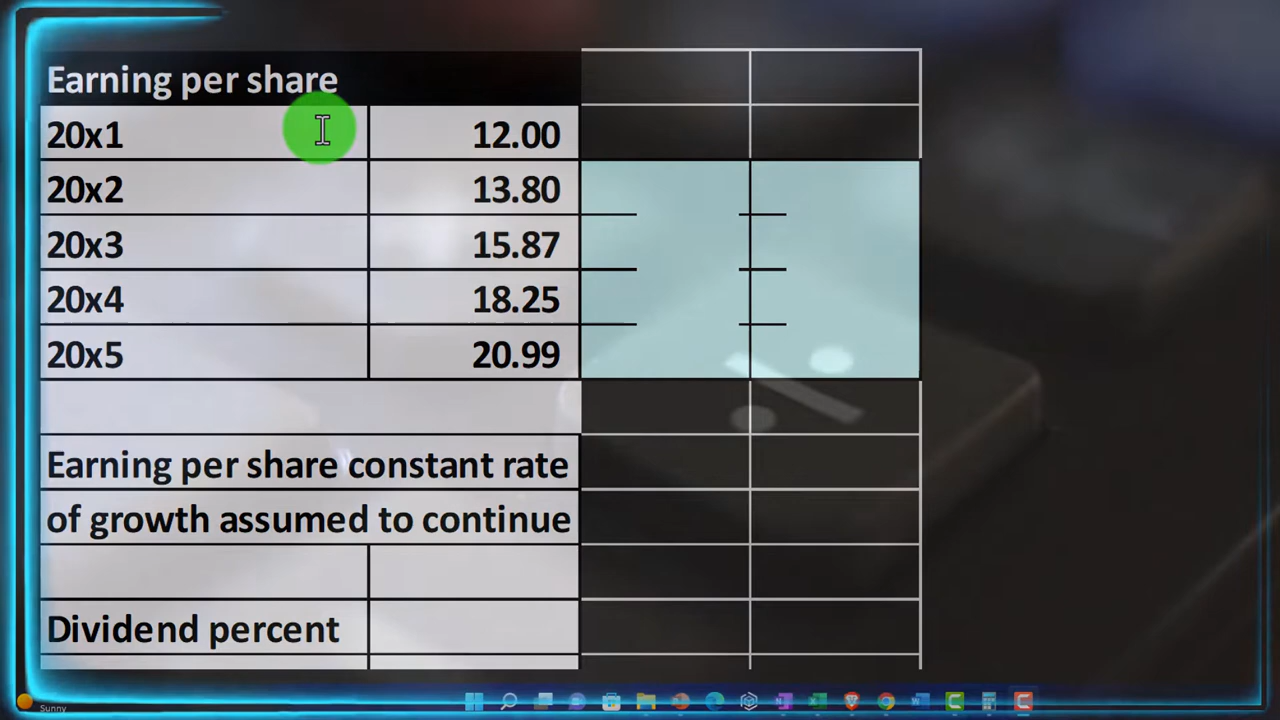 Earning per share
20x1 12.00
20x2 13.80
20x3 15.87
20x4 18.25
20x5 20.99
Earning per share constant rate
of growth assumed to continue
Dividend percent
Sunny